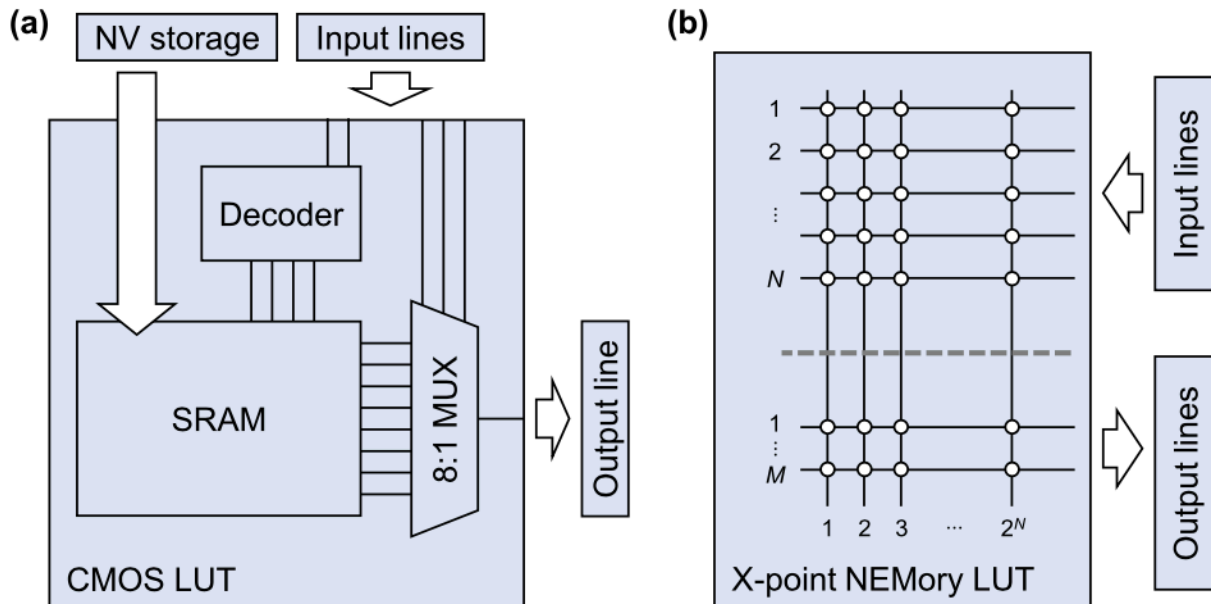 (a)
NV storage
Input lines
Decoder
SRAM
8:1 MUX
Output line
CMOS LUT
(b)
1
2
...
N
1
...
M
1 2 3 ... 2ᴺ
Input lines
Output lines
X-point NEMory LUT